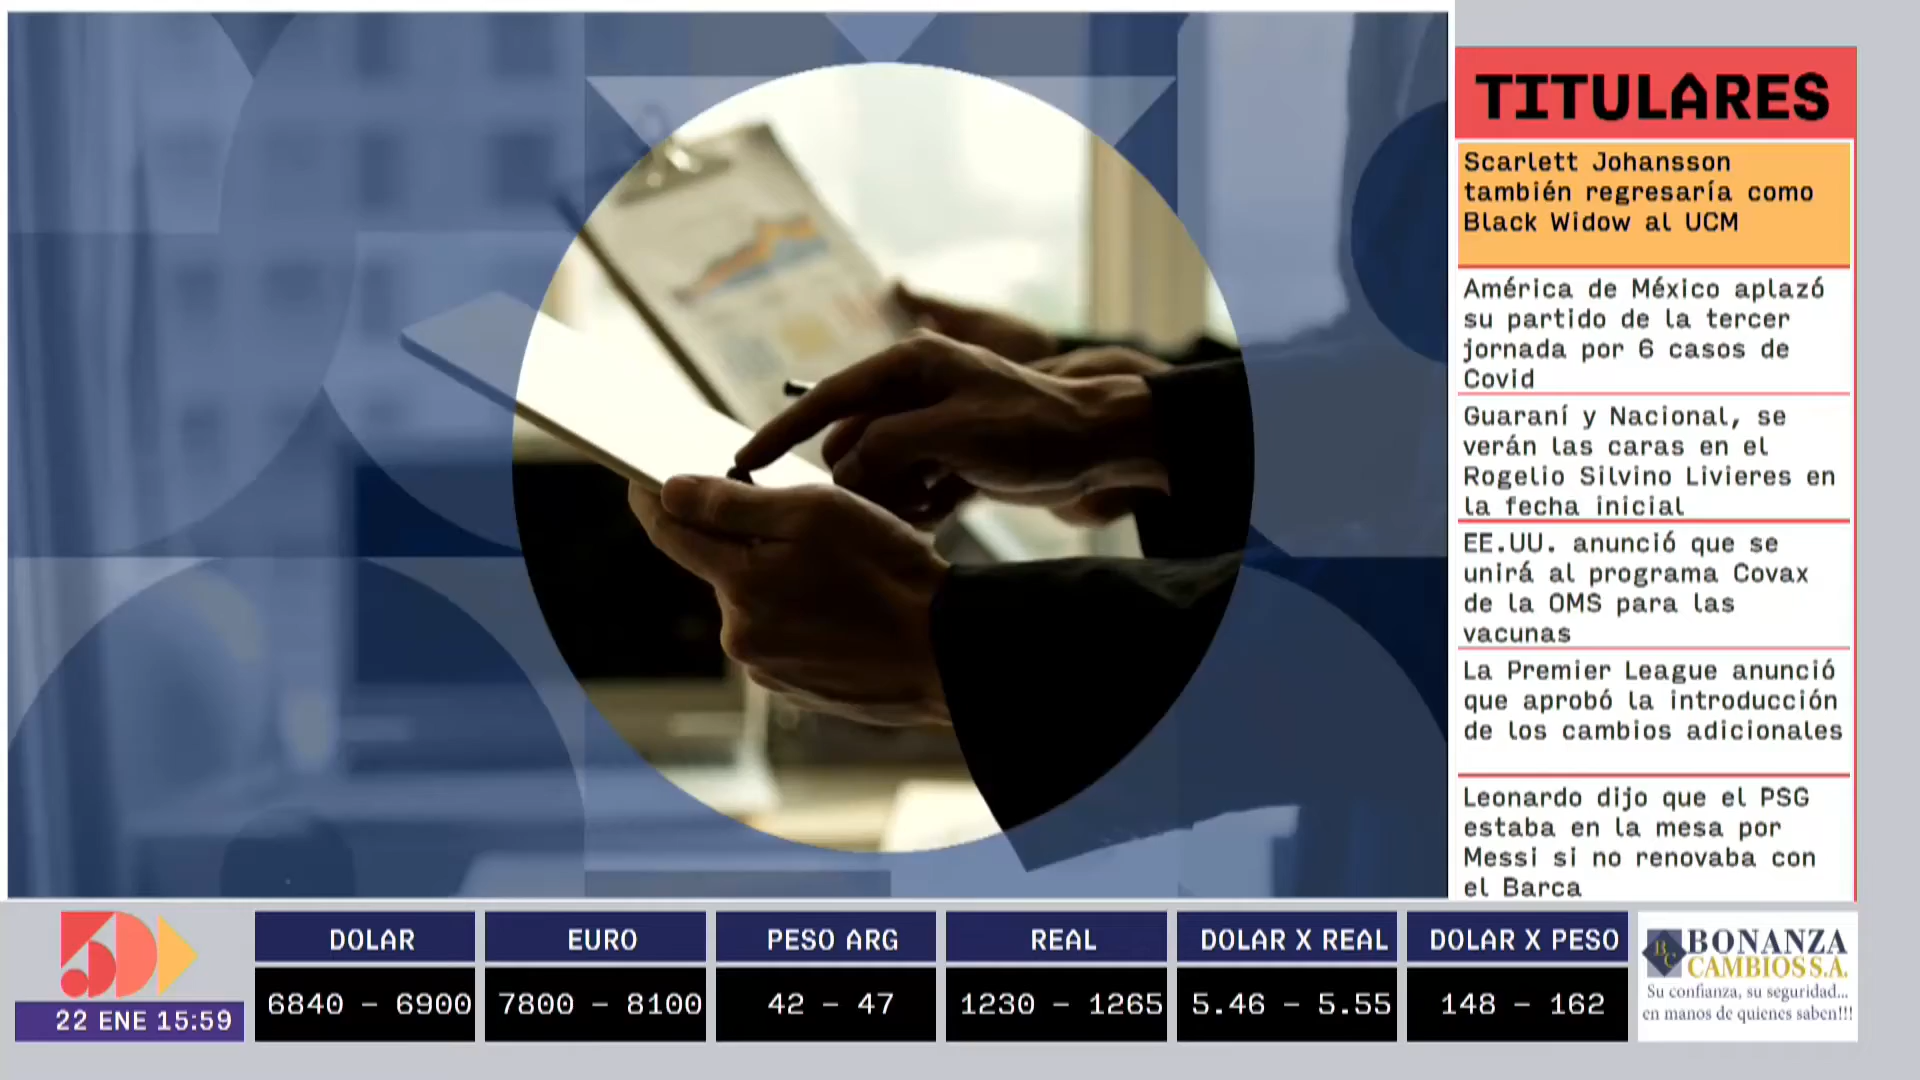 TITULARES
Scarlett Johansson
también regresaría como
Black Widow al UCM
América de México aplazó
su partido de la tercer
jornada por 6 casos de
Covid
Guaraní y Nacional, se
verán las caras en el
Rogelio Silvino Livieres en
la fecha inicial
EE.UU. anunció que se
unirá al programa Covax
de la OMS para las
vacunas
La Premier League anunció
que aprobó la introducción
de los cambios adicionales
Leonardo dijo que el PSG
estaba en la mesa por
Messi si no renovaba con
el Barca
5D
22 ENE 15:59
DOLAR
6840 - 6900
EURO
7800 - 8100
PESO ARG
42 - 47
REAL
1230 - 1265
DOLAR X REAL
5.46 - 5.55
DOLAR X PESO
148 - 162
BC
BONANZA
CAMBIOS S.A.
Su confianza, su seguridad...
en manos de quienes saben!!!